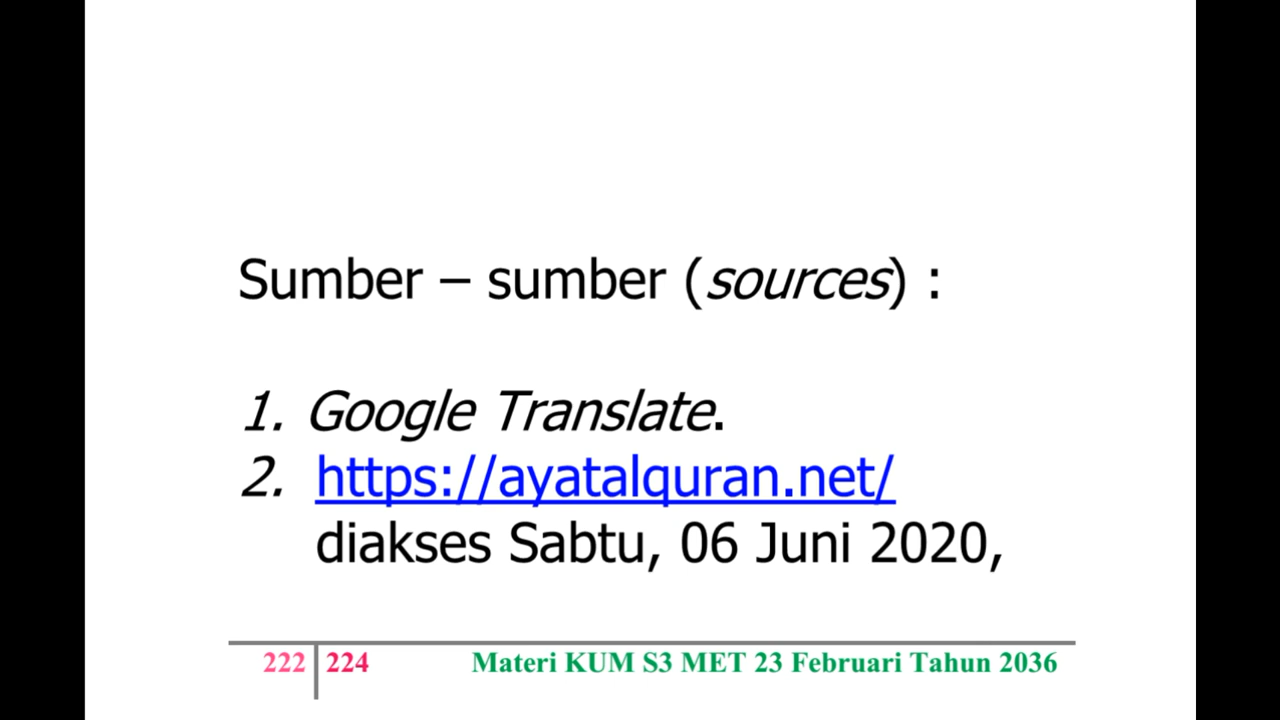 Sumber – sumber (sources) :
1. Google Translate.
2. https://ayatalquran.net/
diakses Sabtu, 06 Juni 2020,
222 224 Materi KUM S3 MET 23 Februari Tahun 2036